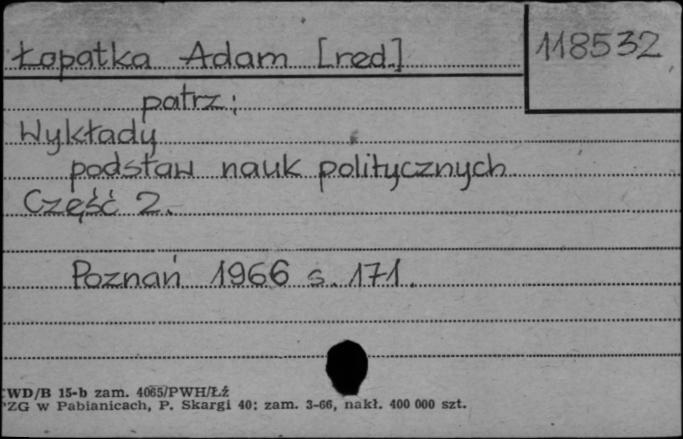 Łopatka Adam [red.]
118532
patrz:
Wykłady
podstaw nauk politycznych
Część 2.
Poznań 1966 s. 171.
WD/B 15-b zam. 4065/PWH/Łź
PZG w Pabianicach, P. Skargi 40; zam. 3-66, nakł. 400 000 szt.